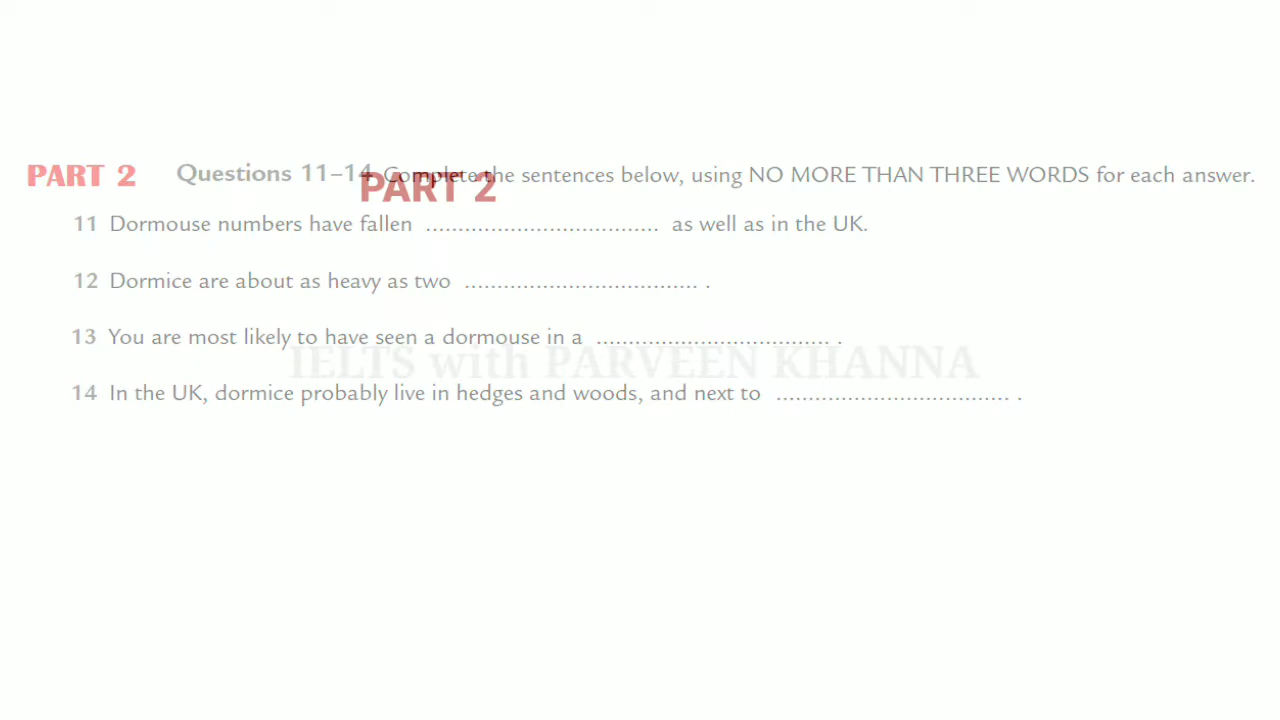 PART 2 Questions 11–14 Complete the sentences below, using NO MORE THAN THREE WORDS for each answer.
PART 2
11 Dormouse numbers have fallen .................................... as well as in the UK.
12 Dormice are about as heavy as two .................................... .
13 You are most likely to have seen a dormouse in a .................................... .
IELTS with PARVEEN KHANNA
14 In the UK, dormice probably live in hedges and woods, and next to .................................... .